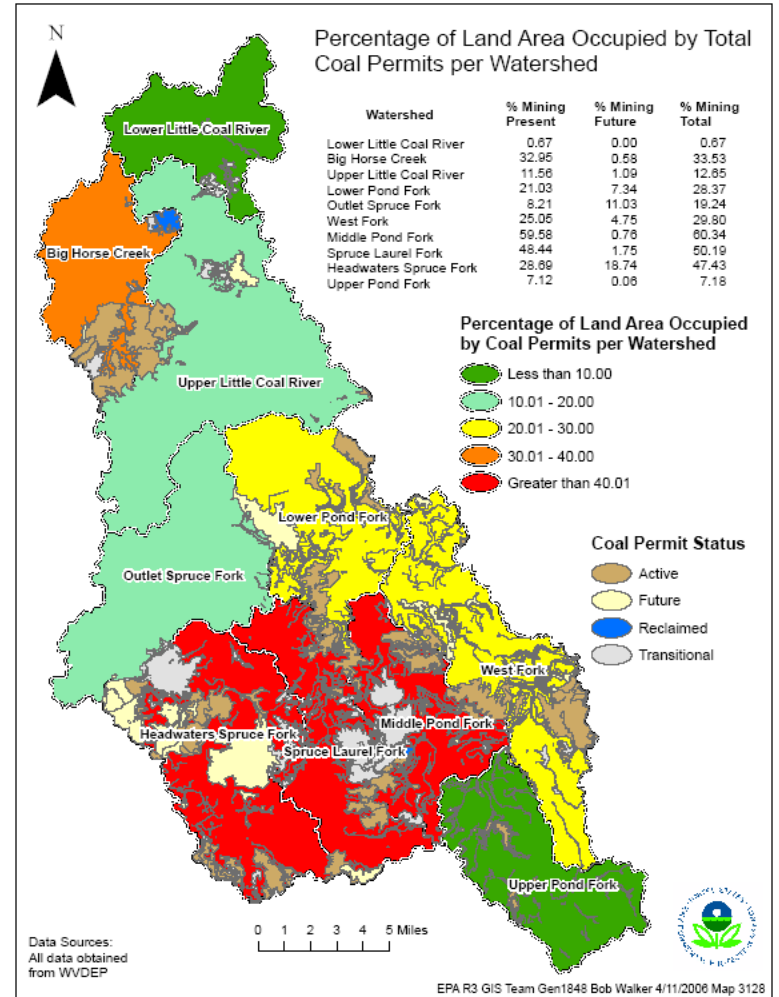 N
Percentage of Land Area Occupied by Total
Coal Permits per Watershed
Watershed % Mining Present % Mining Future % Mining Total
Lower Little Coal River 0.67 0.00 0.67
Big Horse Creek 32.95 0.58 33.53
Upper Little Coal River 11.56 1.09 12.65
Lower Pond Fork 21.03 7.34 28.37
Outlet Spruce Fork 8.21 11.03 19.24
West Fork 25.05 4.75 29.80
Middle Pond Fork 59.58 0.76 60.34
Spruce Laurel Fork 48.44 1.75 50.19
Headwaters Spruce Fork 28.69 18.74 47.43
Upper Pond Fork 7.12 0.06 7.18
Percentage of Land Area Occupied
by Coal Permits per Watershed
Less than 10.00
10.01 - 20.00
20.01 - 30.00
30.01 - 40.00
Greater than 40.01
Coal Permit Status
Active
Future
Reclaimed
Transitional
Lower Little Coal River
Big Horse Creek
Upper Little Coal River
Lower Pond Fork
Outlet Spruce Fork
West Fork
Middle Pond Fork
Headwaters Spruce Fork
Spruce Laurel Fork
Upper Pond Fork
0 1 2 3 4 5 Miles
Data Sources:
All data obtained
from WVDEP
EPA R3 GIS Team Gen1848 Bob Walker 4/11/2006 Map 3128